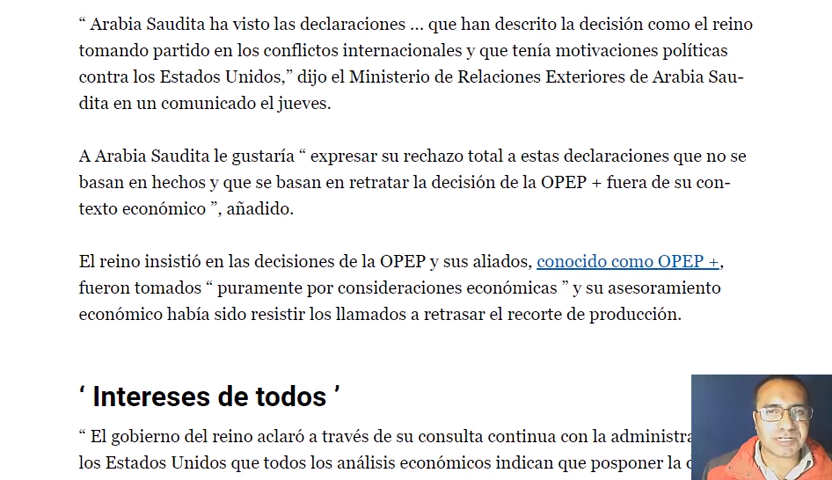 “ Arabia Saudita ha visto las declaraciones ... que han descrito la decisión como el reino
tomando partido en los conflictos internacionales y que tenía motivaciones políticas
contra los Estados Unidos,” dijo el Ministerio de Relaciones Exteriores de Arabia Sau-
dita en un comunicado el jueves.
A Arabia Saudita le gustaría “ expresar su rechazo total a estas declaraciones que no se
basan en hechos y que se basan en retratar la decisión de la OPEP + fuera de su con-
texto económico ”, añadido.
El reino insistió en las decisiones de la OPEP y sus aliados, conocido como OPEP +,
fueron tomados “ puramente por consideraciones económicas ” y su asesoramiento
económico había sido resistir los llamados a retrasar el recorte de producción.
‘ Intereses de todos ’
“ El gobierno del reino aclaró a través de su consulta continua con la
los Estados Unidos que todos los análisis económicos indican que posponer la